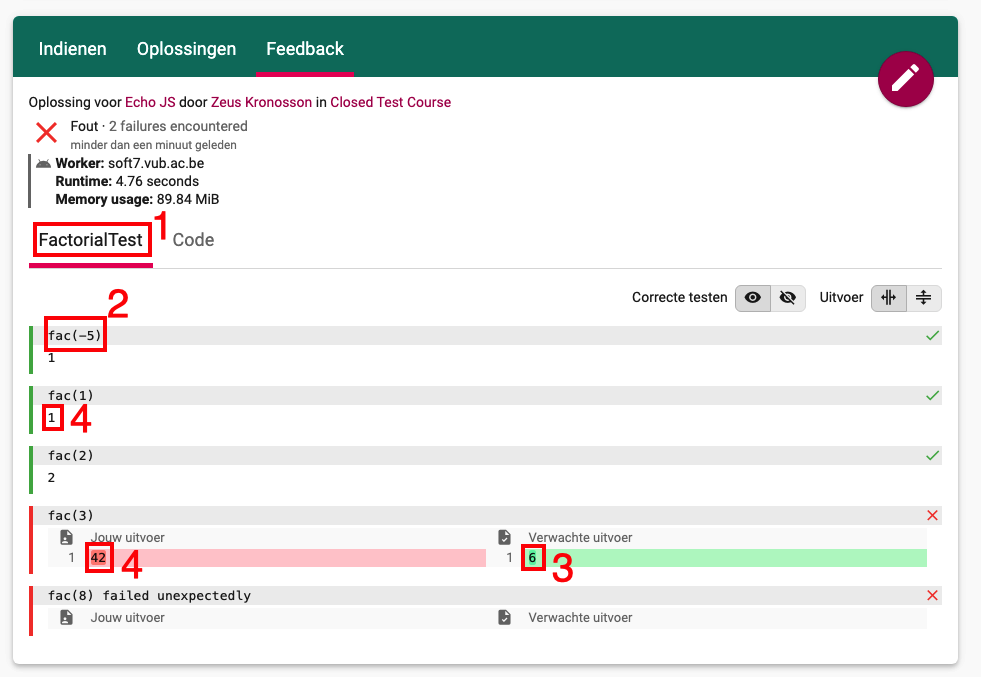 Indienen Oplossingen Feedback
Oplossing voor Echo JS door Zeus Kronosson in Closed Test Course
Fout · 2 failures encountered
minder dan een minuut geleden
Worker: soft7.vub.ac.be
Runtime: 4.76 seconds
Memory usage: 89.84 MiB
FactorialTest 1 Code
Correcte testen Uitvoer
2
fac(-5)
1
fac(1)
1 4
fac(2)
2
fac(3)
Jouw uitvoer Verwachte uitvoer
1 42 4 1 6 3
fac(8) failed unexpectedly
Jouw uitvoer Verwachte uitvoer